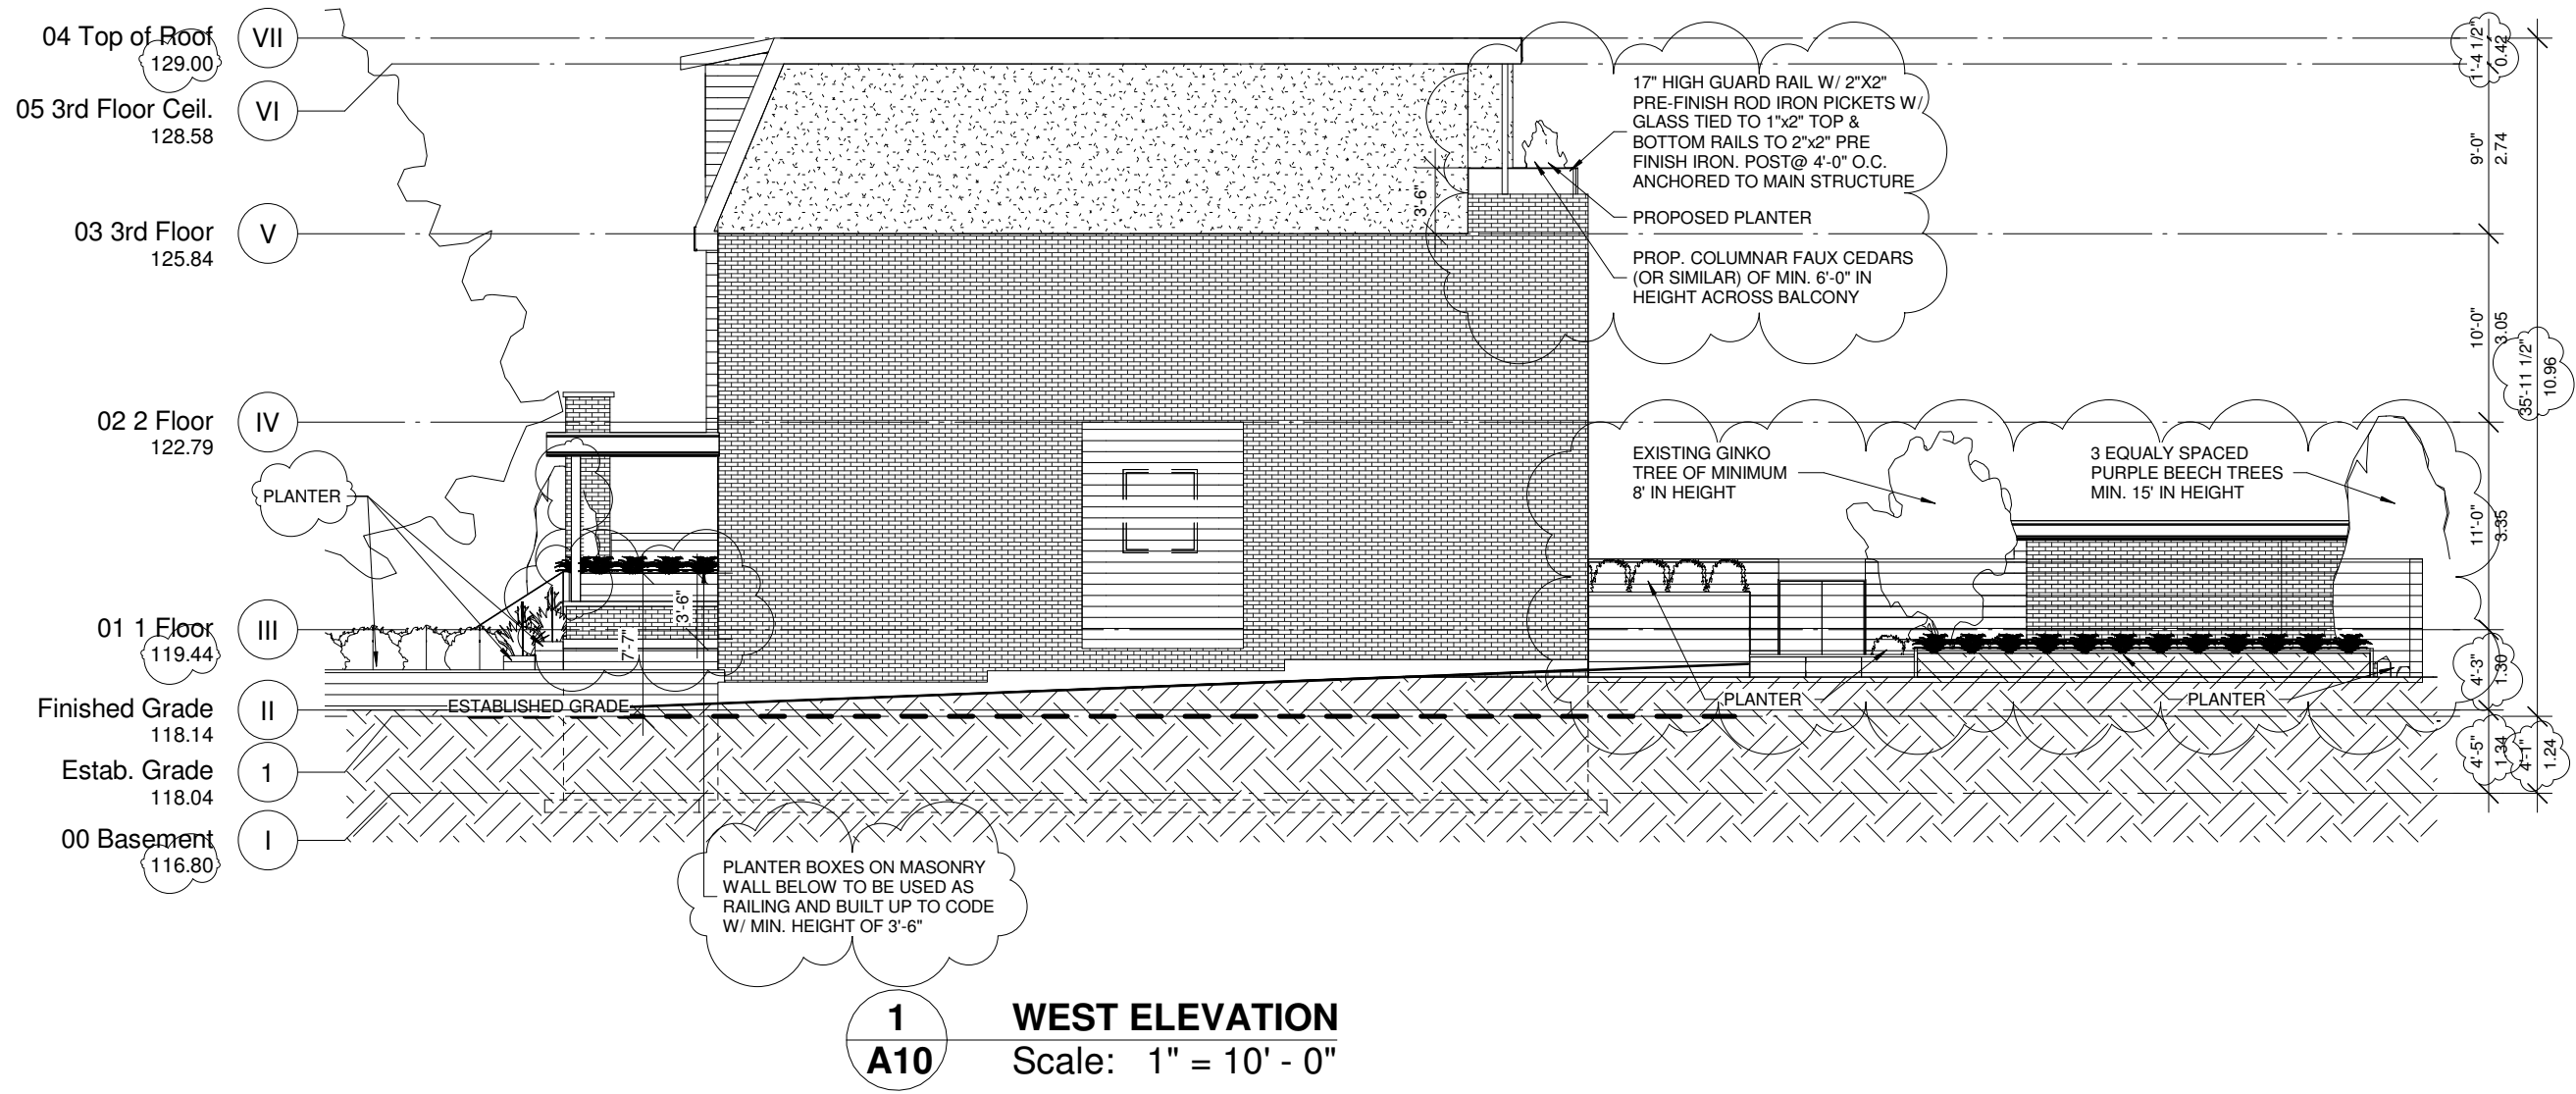 04 Top of Roof
129.00
VII
05 3rd Floor Ceil.
128.58
VI
03 3rd Floor
125.84
V
02 2 Floor
122.79
IV
PLANTER
01 1 Floor
119.44
III
Finished Grade
118.14
II
Estab. Grade
118.04
1
00 Basement
116.80
I
17" HIGH GUARD RAIL W/ 2"X2"
PRE-FINISH ROD IRON PICKETS W/
GLASS TIED TO 1"x2" TOP &
BOTTOM RAILS TO 2"x2" PRE
FINISH IRON. POST@ 4'-0" O.C.
ANCHORED TO MAIN STRUCTURE
PROPOSED PLANTER
PROP. COLUMNAR FAUX CEDARS
(OR SIMILAR) OF MIN. 6'-0" IN
HEIGHT ACROSS BALCONY
3'-6"
EXISTING GINKO
TREE OF MINIMUM
8' IN HEIGHT
3 EQUALY SPACED
PURPLE BEECH TREES
MIN. 15' IN HEIGHT
3'-6"
7'-7"
ESTABLISHED GRADE
PLANTER
PLANTER
1'-4 1/2"
0.42
9'-0"
2.74
10'-0"
3.05
35'-11 1/2"
10.96
11'-0"
3.35
4'-3"
1.30
4'-5"
1.34
4'-1"
1.24
PLANTER BOXES ON MASONRY
WALL BELOW TO BE USED AS
RAILING AND BUILT UP TO CODE
W/ MIN. HEIGHT OF 3'-6"
1
A10
WEST ELEVATION
Scale: 1" = 10' - 0"